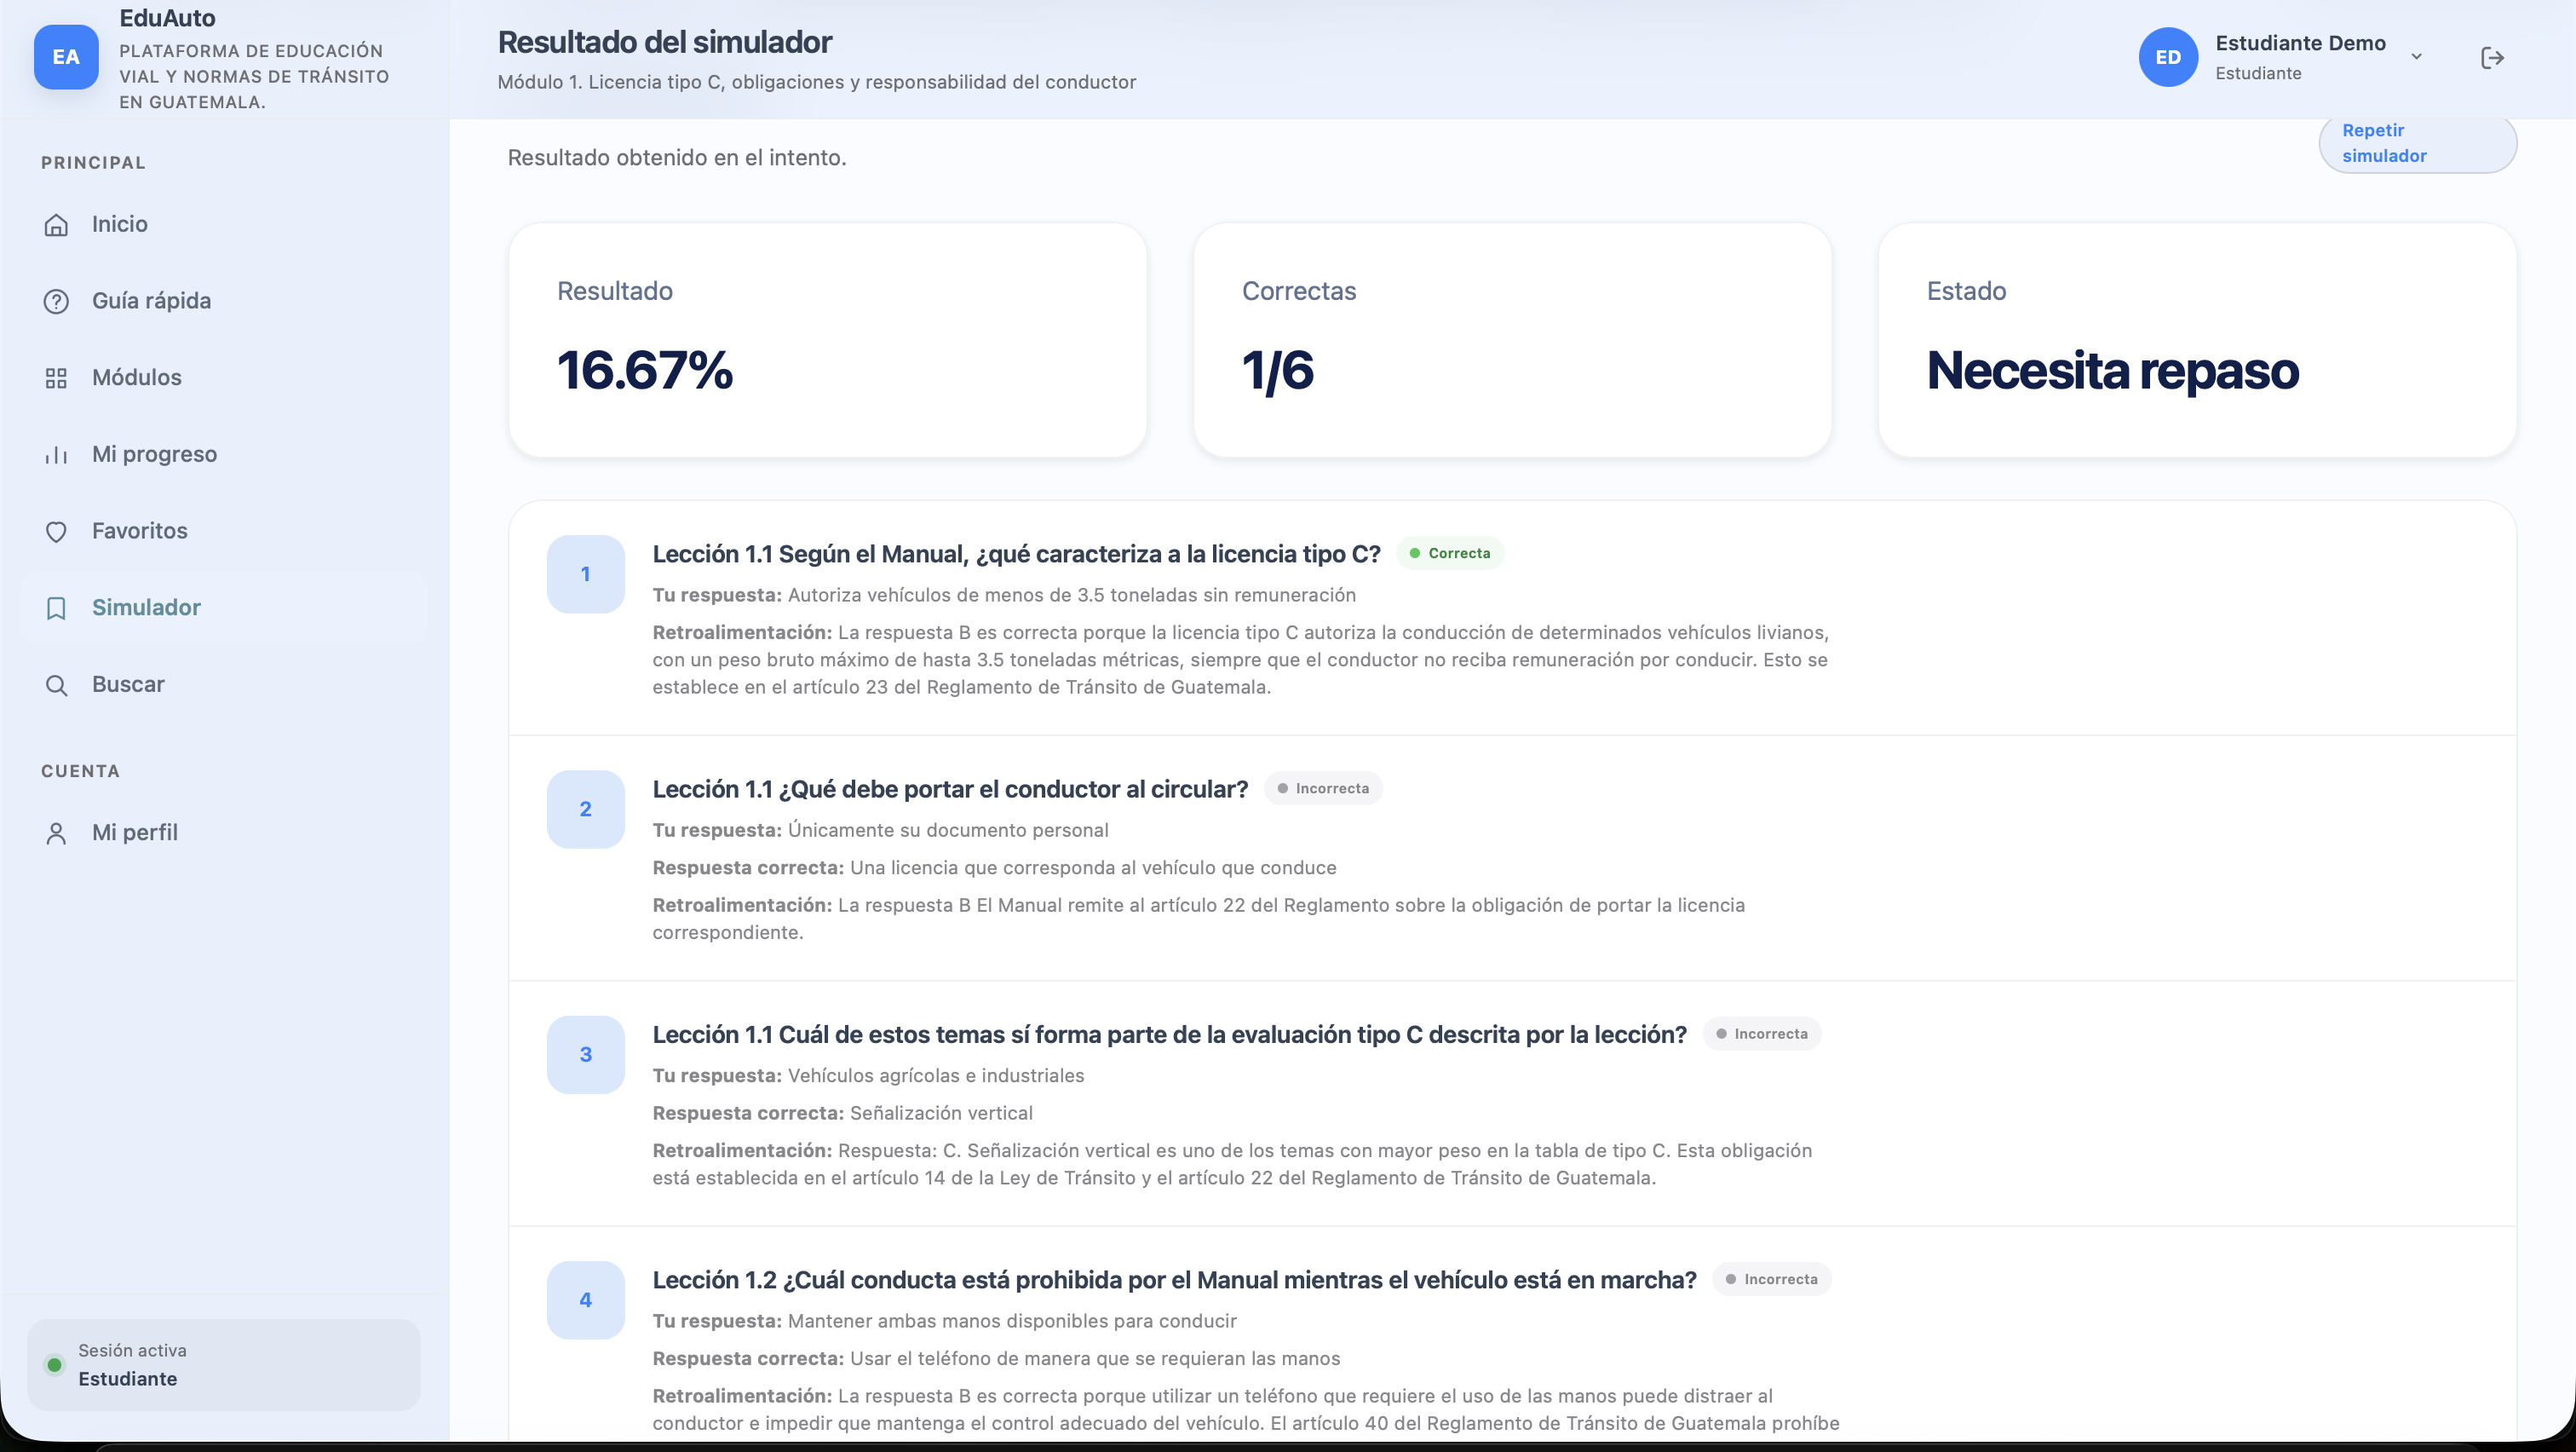 EA
EduAuto
PLATAFORMA DE EDUCACIÓN
VIAL Y NORMAS DE TRÁNSITO
EN GUATEMALA.
PRINCIPAL
Inicio
Guía rápida
Módulos
Mi progreso
Favoritos
Simulador
Buscar
CUENTA
Mi perfil
Sesión activa
Estudiante
Resultado del simulador
Módulo 1. Licencia tipo C, obligaciones y responsabilidad del conductor
ED
Estudiante Demo
Estudiante
Resultado obtenido en el intento.
Repetir
simulador
Resultado
16.67%
Correctas
1/6
Estado
Necesita repaso
1
Lección 1.1 Según el Manual, ¿qué caracteriza a la licencia tipo C? Correcta
Tu respuesta: Autoriza vehículos de menos de 3.5 toneladas sin remuneración
Retroalimentación: La respuesta B es correcta porque la licencia tipo C autoriza la conducción de determinados vehículos livianos,
con un peso bruto máximo de hasta 3.5 toneladas métricas, siempre que el conductor no reciba remuneración por conducir. Esto se
establece en el artículo 23 del Reglamento de Tránsito de Guatemala.
2
Lección 1.1 ¿Qué debe portar el conductor al circular? Incorrecta
Tu respuesta: Únicamente su documento personal
Respuesta correcta: Una licencia que corresponda al vehículo que conduce
Retroalimentación: La respuesta B El Manual remite al artículo 22 del Reglamento sobre la obligación de portar la licencia
correspondiente.
3
Lección 1.1 Cuál de estos temas sí forma parte de la evaluación tipo C descrita por la lección? Incorrecta
Tu respuesta: Vehículos agrícolas e industriales
Respuesta correcta: Señalización vertical
Retroalimentación: Respuesta: C. Señalización vertical es uno de los temas con mayor peso en la tabla de tipo C. Esta obligación
está establecida en el artículo 14 de la Ley de Tránsito y el artículo 22 del Reglamento de Tránsito de Guatemala.
4
Lección 1.2 ¿Cuál conducta está prohibida por el Manual mientras el vehículo está en marcha? Incorrecta
Tu respuesta: Mantener ambas manos disponibles para conducir
Respuesta correcta: Usar el teléfono de manera que se requieran las manos
Retroalimentación: La respuesta B es correcta porque utilizar un teléfono que requiere el uso de las manos puede distraer al
conductor e impedir que mantenga el control adecuado del vehículo. El artículo 40 del Reglamento de Tránsito de Guatemala prohíbe